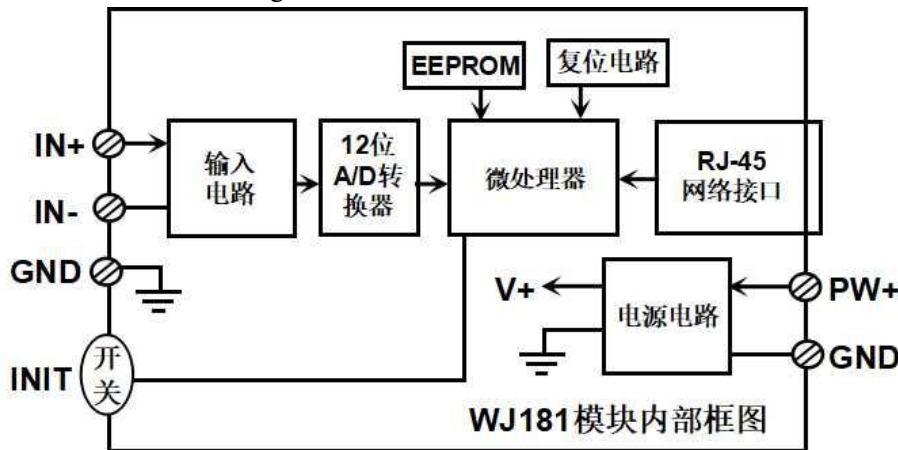 EEPROM
复位电路
IN+
IN-
GND
INIT
开
关
输入
电路
12位
A/D转
换器
微处理器
RJ-45
网络接口
V+
电源电路
PW+
GND
WJ181模块内部框图